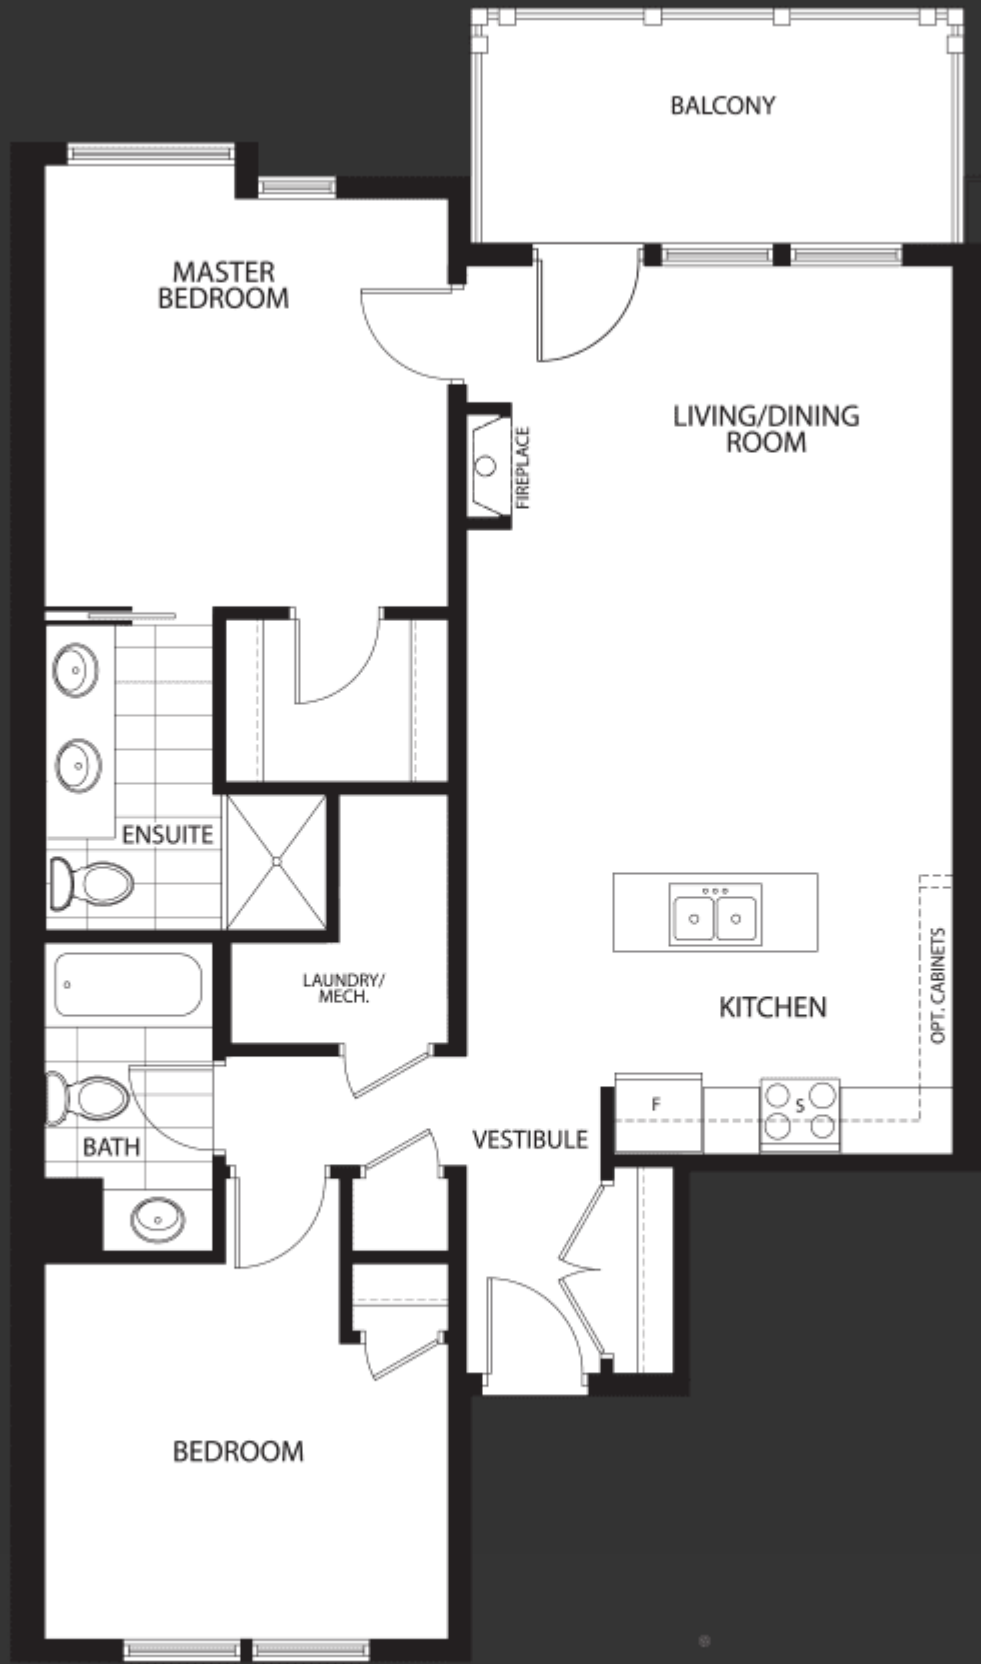 BALCONY
MASTER
BEDROOM
LIVING/DINING
ROOM
FIREPLACE
ENSUITE
LAUNDRY/
MECH.
OPT. CABINETS
KITCHEN
F
S
VESTIBULE
BATH
BEDROOM